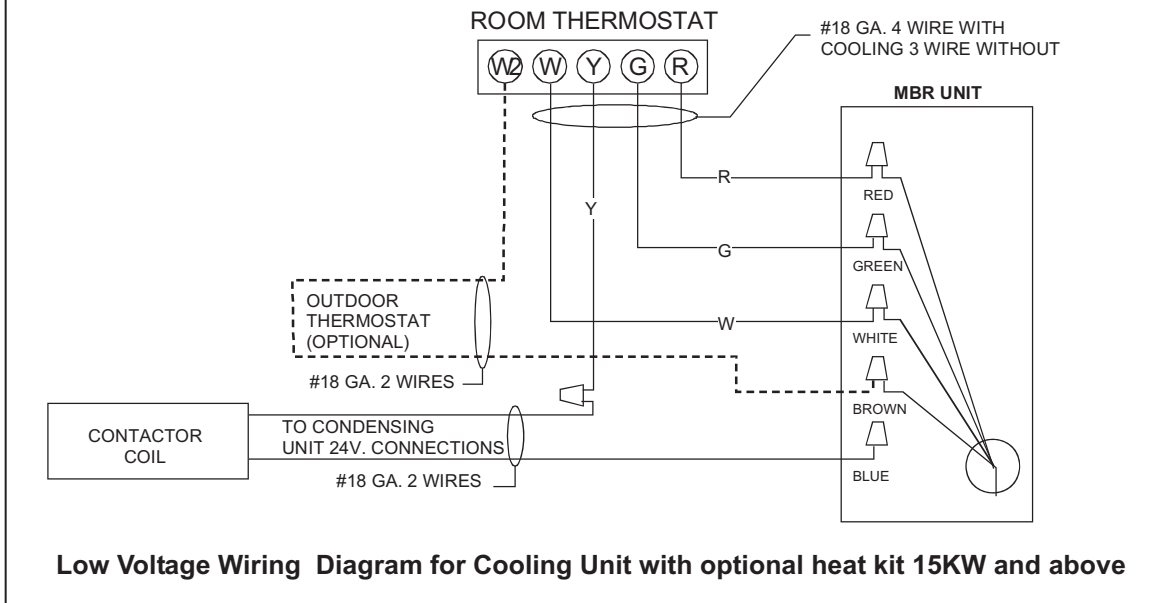 ROOM THERMOSTAT
#18 GA. 4 WIRE WITH
COOLING 3 WIRE WITHOUT
W2 W Y G R
MBR UNIT
R
RED
Y
G
GREEN
OUTDOOR
THERMOSTAT
(OPTIONAL)
W
WHITE
#18 GA. 2 WIRES
BROWN
CONTACTOR
COIL
TO CONDENSING
UNIT 24V. CONNECTIONS
#18 GA. 2 WIRES
BLUE
Low Voltage Wiring Diagram for Cooling Unit with optional heat kit 15KW and above